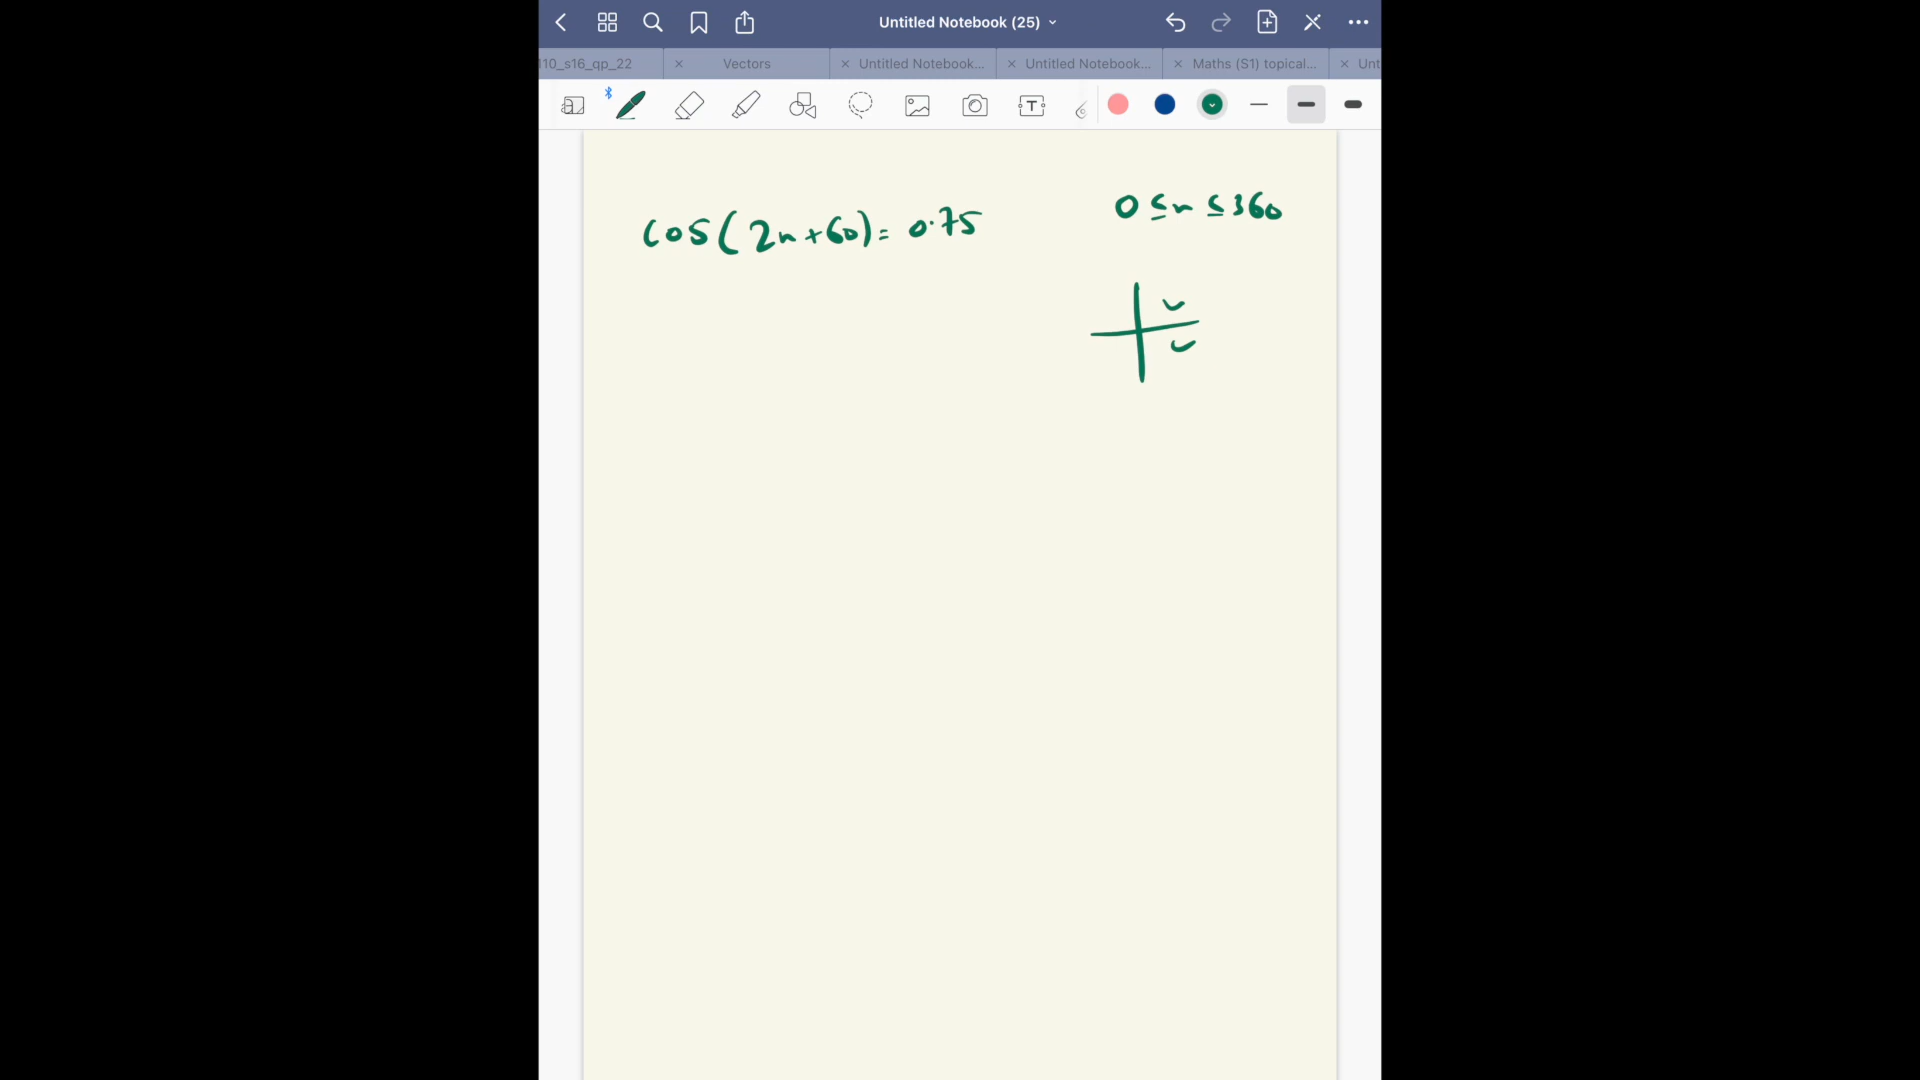 Untitled Notebook (25)
110_s16_qp_22
Vectors
Untitled Notebook...
Untitled Notebook...
Maths (S1) topical...
Unt
T
0 ≤ x ≤ 360
cos(2x+60) = 0.75